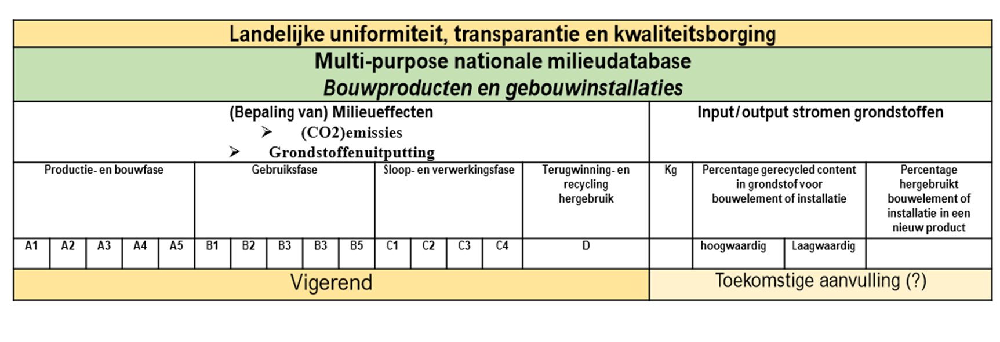 Landelijke uniformiteit, transparantie en kwaliteitsborging
Multi-purpose nationale milieudatabase
Bouwproducten en gebouwinstallaties
(Bepaling van) Milieueffecten
➢ (CO2)emissies
➢ Grondstoffenuitputting
Input/output stromen grondstoffen
Productie- en bouwfase
Gebruiksfase
Sloop- en verwerkingsfase
Terugwinning- en
recycling
hergebruik
Kg
Percentage gerecycled content
in grondstof voor
bouwelement of installatie
Percentage
hergebruikt
bouwelement of
installatie in een
nieuw product
A1 A2 A3 A4 A5 B1 B2 B3 B3 B5 C1 C2 C3 C4 D hoogwaardig Laagwaardig
Vigerend
Toekomstige aanvulling (?)